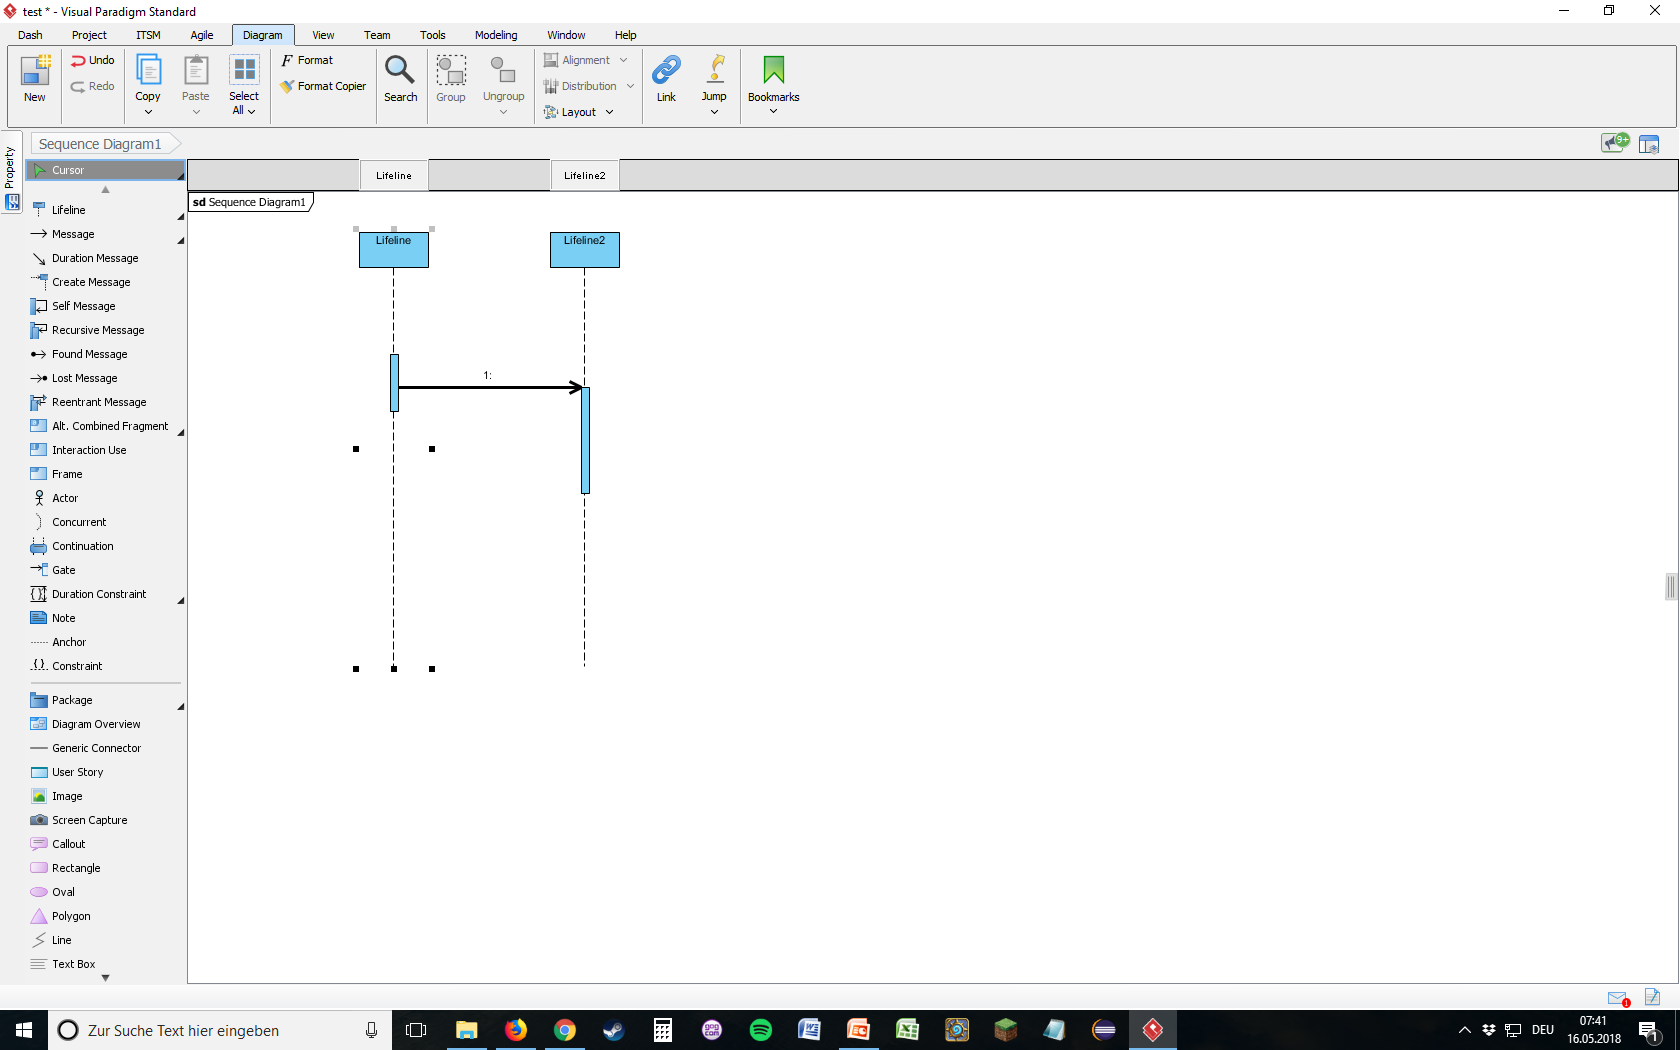 test * - Visual Paradigm Standard
Dash Project ITSM Agile Diagram View Team Tools Modeling Window Help
New
Undo
Redo
Copy
Paste
Select
All
Format
Format Copier
Search
Group
Ungroup
Alignment
Distribution
Layout
Link
Jump
Bookmarks
Property
Sequence Diagram1
9+
Cursor
Lifeline
Message
Duration Message
Create Message
Self Message
Recursive Message
Found Message
Lost Message
Reentrant Message
Alt. Combined Fragment
Interaction Use
Frame
Actor
Concurrent
Continuation
Gate
Duration Constraint
Note
Anchor
Constraint
Package
Diagram Overview
Generic Connector
User Story
Image
Screen Capture
Callout
Rectangle
Oval
Polygon
Line
Text Box
Lifeline Lifeline2
sd Sequence Diagram1
Lifeline Lifeline2
1:
1
Zur Suche Text hier eingeben
GOG
COM
DEU
07:41
16.05.2018
1